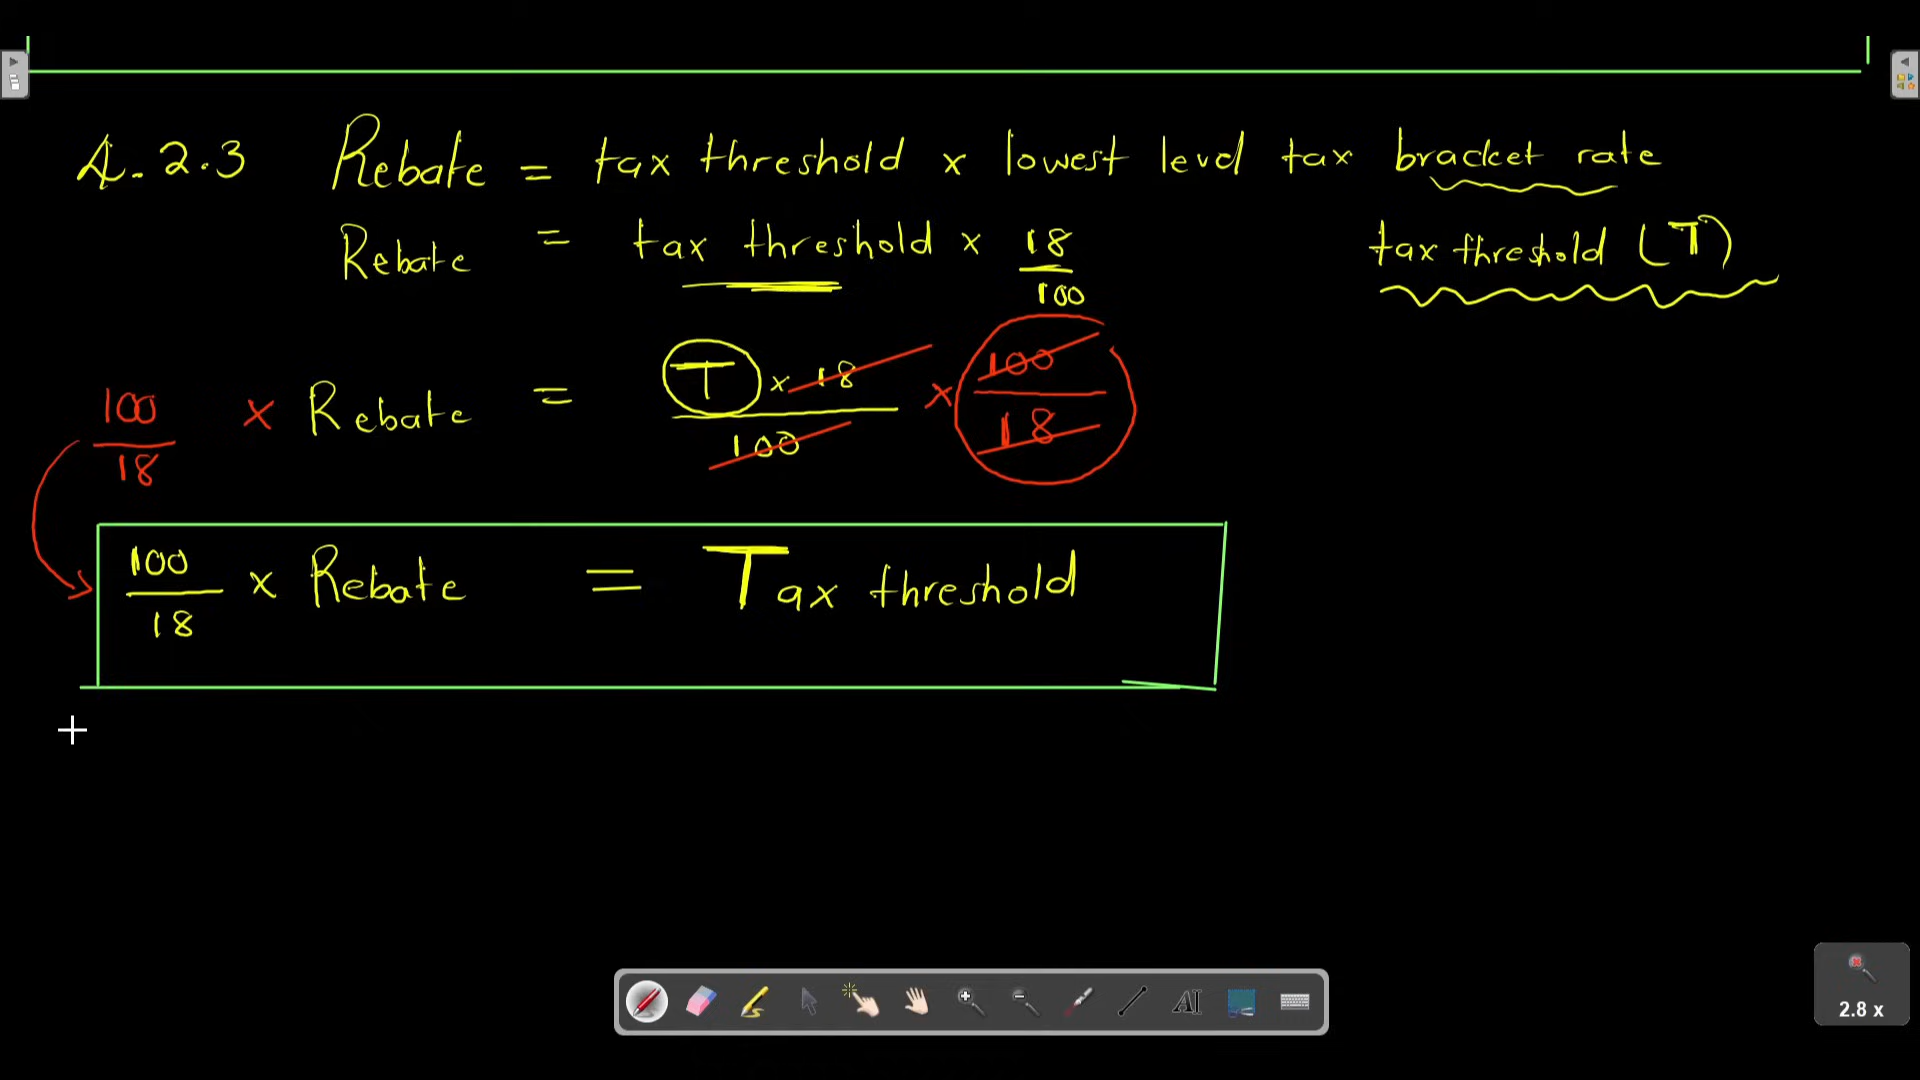 4.2.3 Rebate = tax threshold x lowest level tax bracket rate
Rebate = tax threshold x 18/100
tax threshold (T)
100/18 x Rebate = T x 18/100 x 100/18
100/18 x Rebate = Tax threshold
AI
2.8 x